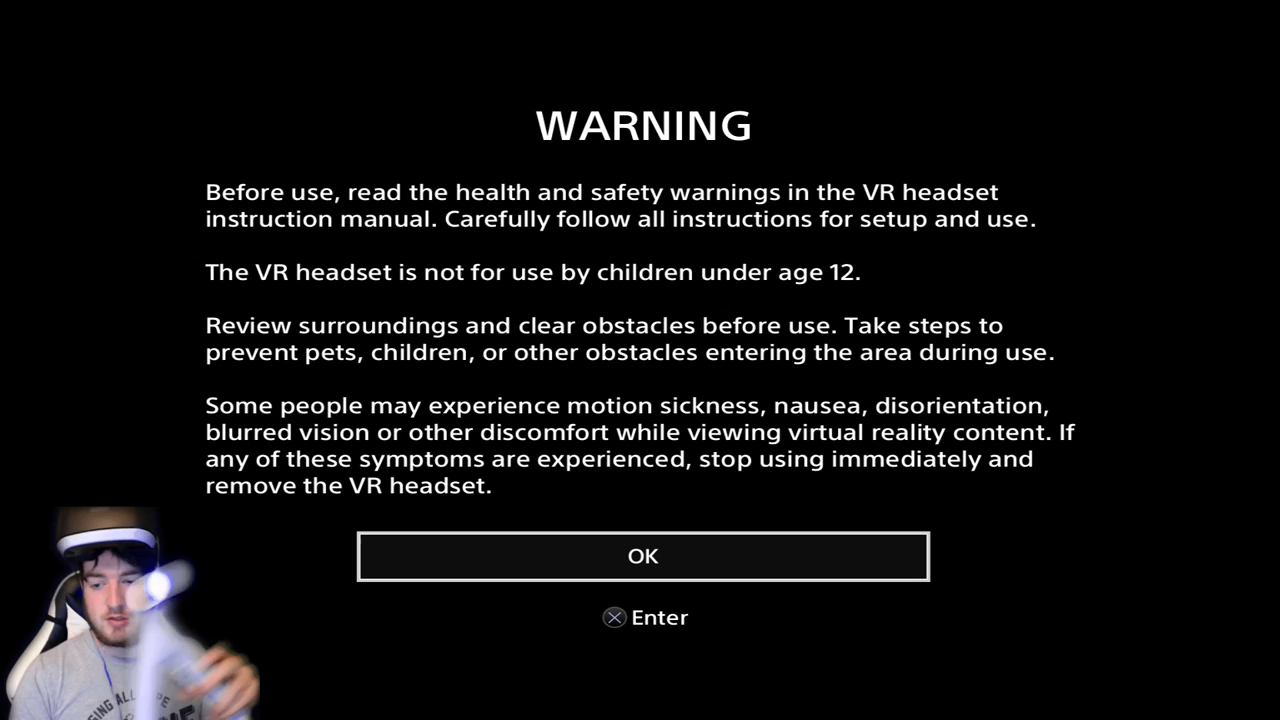 WARNING
Before use, read the health and safety warnings in the VR headset
instruction manual. Carefully follow all instructions for setup and use.
The VR headset is not for use by children under age 12.
Review surroundings and clear obstacles before use. Take steps to
prevent pets, children, or other obstacles entering the area during use.
Some people may experience motion sickness, nausea, disorientation,
blurred vision or other discomfort while viewing virtual reality content. If
any of these symptoms are experienced, stop using immediately and
remove the VR headset.
OK
Enter